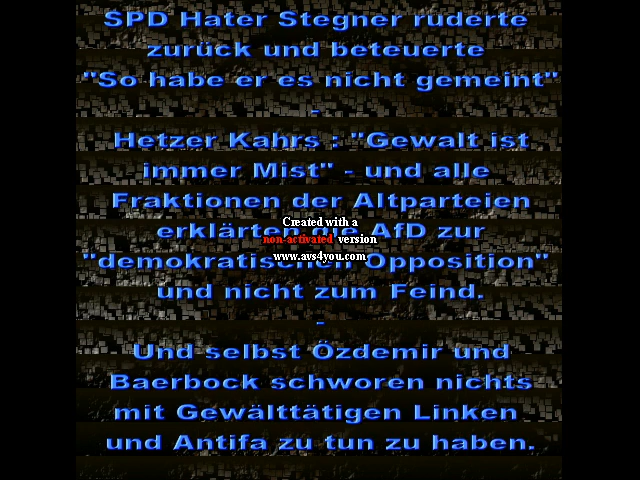 SPD Hater Stegner ruderte
zurück und beteuerte
"So habe er es nicht gemeint"
-
Hetzer Kahrs : "Gewalt ist
immer Mist" - und alle
Fraktionen der Altparteien
erklärten die AfD zur
"demokratischen Opposition"
und nicht zum Feind.
-
Und selbst Özdemir und
Baerbock schworen nichts
mit Gewälttätigen Linken
und Antifa zu tun zu haben.
Created with a
non-activated version
www.avs4you.com